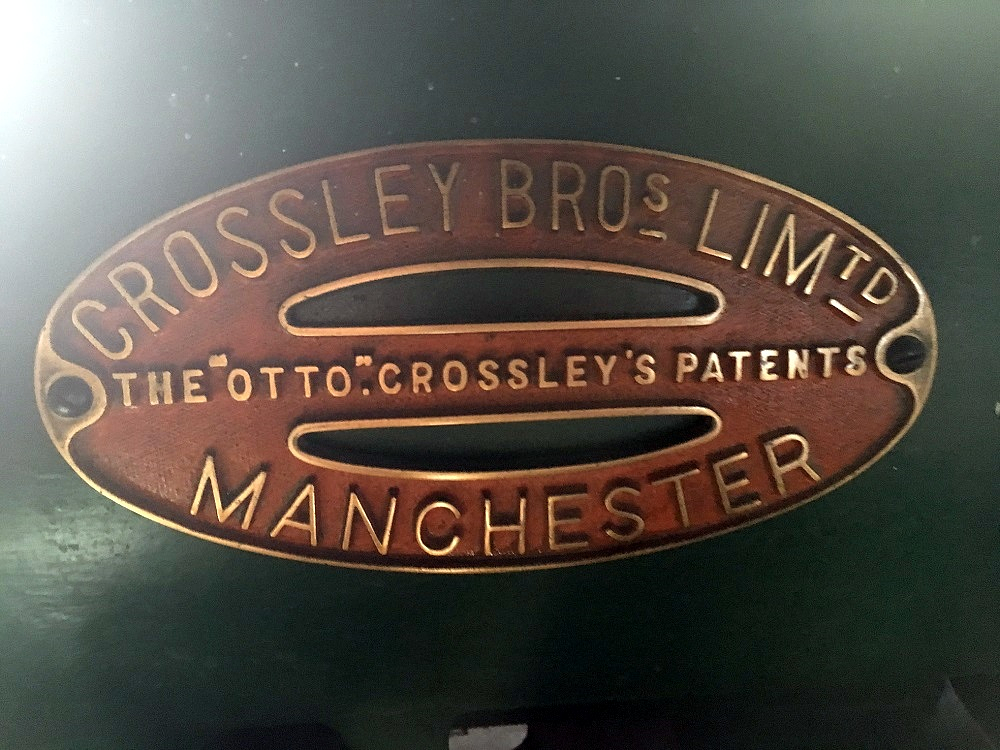 CROSSLEY BROS LIMTD
THE "OTTO". CROSSLEY'S PATENTS
MANCHESTER